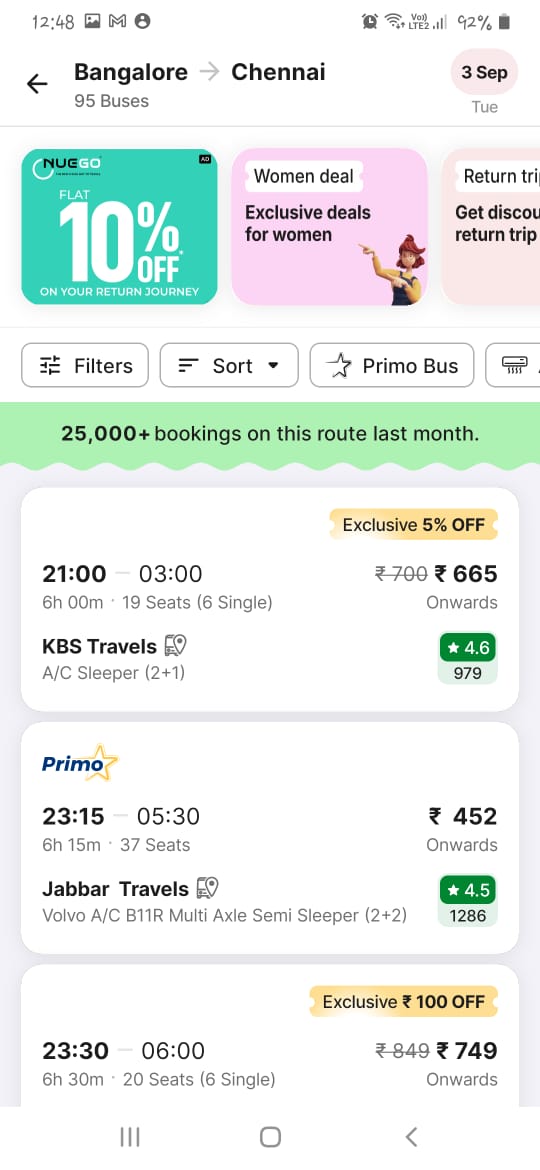 12:48
Vo)) LTE2 92%
Bangalore → Chennai
95 Buses
3 Sep
Tue
NUEGO
AD
FLAT
10% OFF*
ON YOUR RETURN JOURNEY
Women deal
Exclusive deals
for women
Return tri
Get discou
return trip
Filters
Sort
Primo Bus
25,000+ bookings on this route last month.
Exclusive 5% OFF
21:00 — 03:00
₹ 700 ₹ 665
6h 00m · 19 Seats (6 Single)
Onwards
KBS Travels
★ 4.6
A/C Sleeper (2+1)
979
Primo
23:15 — 05:30
₹ 452
6h 15m · 37 Seats
Onwards
Jabbar Travels
★ 4.5
Volvo A/C B11R Multi Axle Semi Sleeper (2+2)
1286
Exclusive ₹ 100 OFF
23:30 — 06:00
₹ 849 ₹ 749
6h 30m · 20 Seats (6 Single)
Onwards